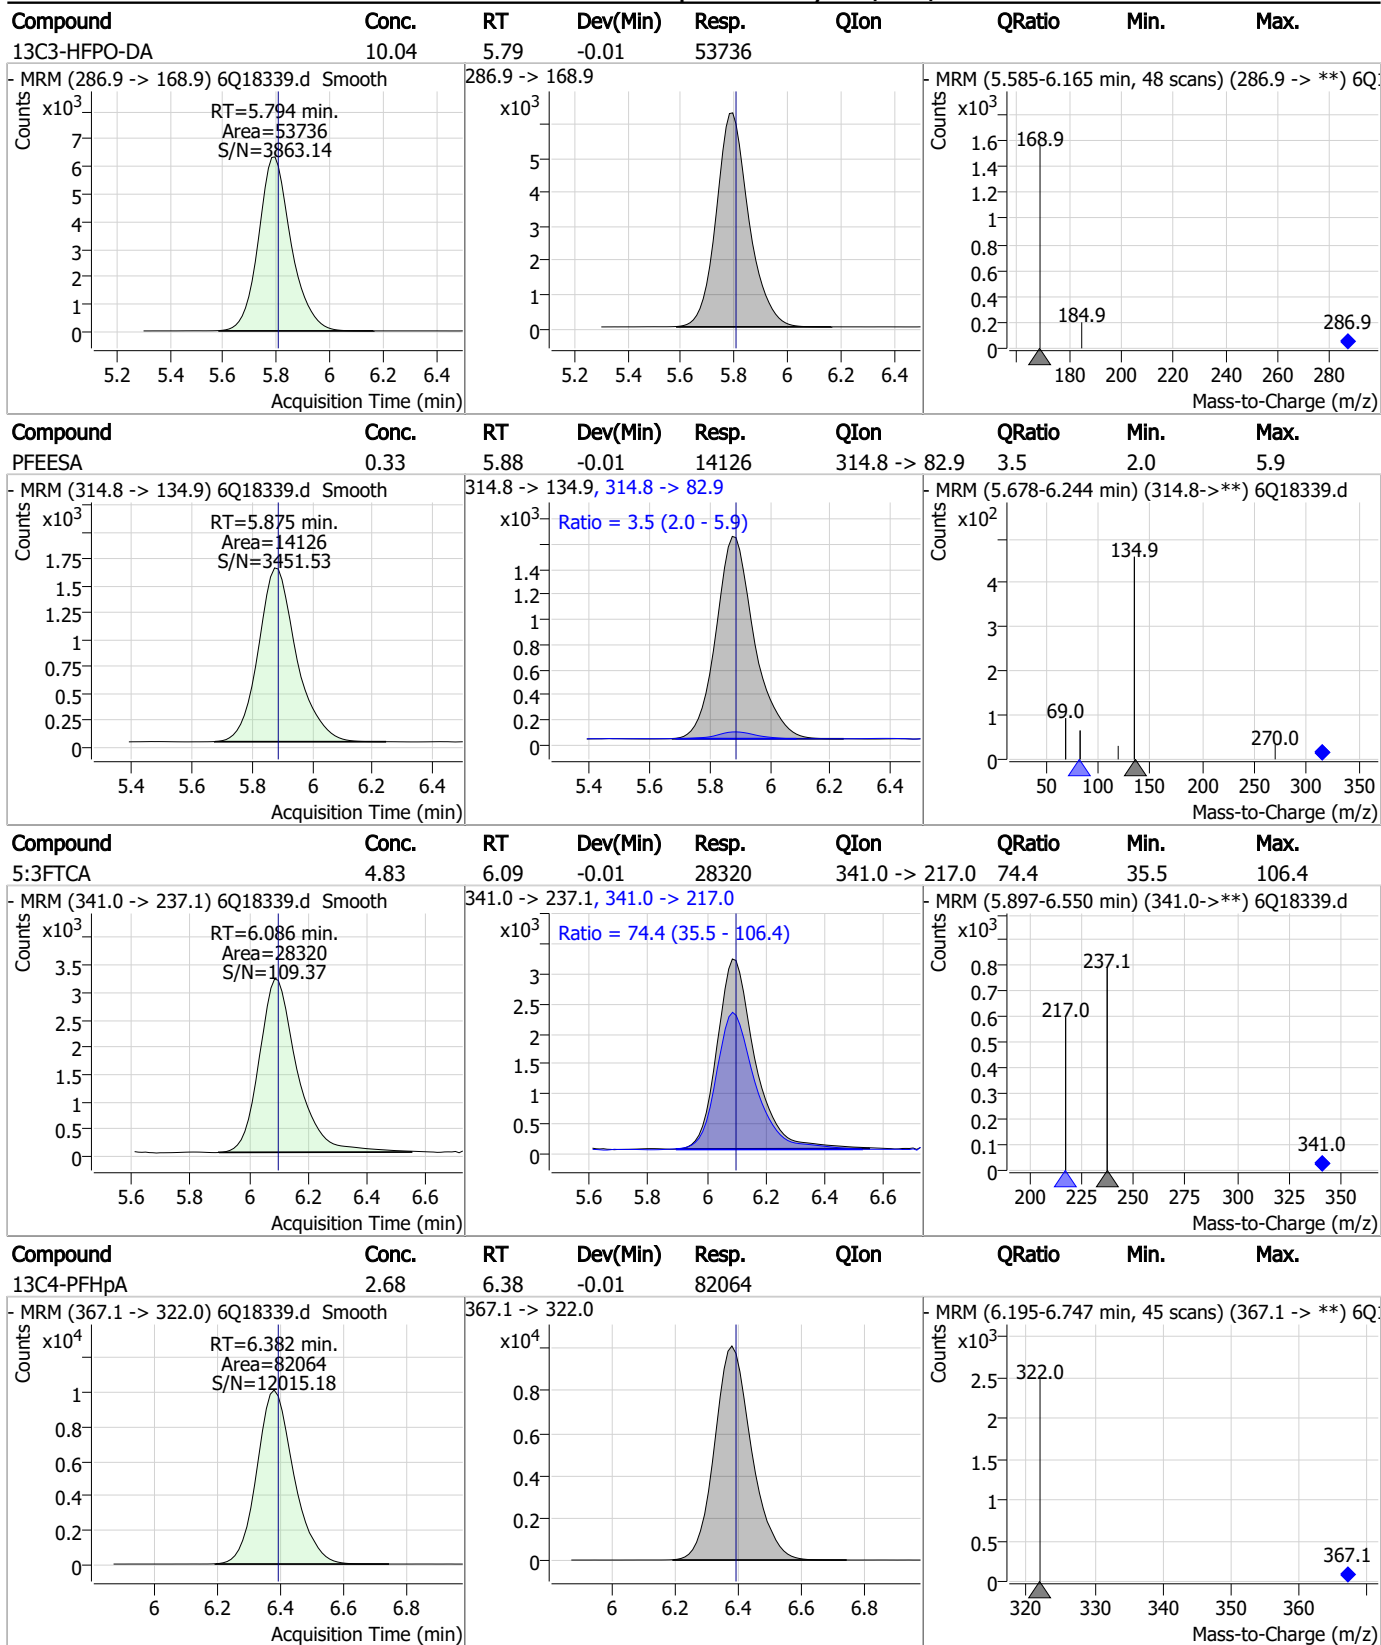 Compound Conc. RT Dev(Min) Resp. QIon QRatio Min. Max.
13C3-HFPO-DA 10.04 5.79 -0.01 53736
- MRM (286.9 -> 168.9) 6Q18339.d Smooth
Counts
x10³
RT=5.794 min.
Area=53736
S/N=3863.14
7
6
5
4
3
2
1
0
5.2 5.4 5.6 5.8 6 6.2 6.4
Acquisition Time (min)
286.9 -> 168.9
x10³
5
4
3
2
1
0
5.2 5.4 5.6 5.8 6 6.2 6.4
- MRM (5.585-6.165 min, 48 scans) (286.9 -> **) 6Q1
Counts
x10³
1.6
1.4
1.2
1
0.8
0.6
0.4
0.2
0
168.9
184.9
286.9
180 200 220 240 260 280
Mass-to-Charge (m/z)
Compound Conc. RT Dev(Min) Resp. QIon QRatio Min. Max.
PFEESA 0.33 5.88 -0.01 14126 314.8 -> 82.9 3.5 2.0 5.9
- MRM (314.8 -> 134.9) 6Q18339.d Smooth
Counts
x10³
RT=5.875 min.
Area=14126
S/N=3451.53
1.75
1.5
1.25
1
0.75
0.5
0.25
0
5.4 5.6 5.8 6 6.2 6.4
Acquisition Time (min)
314.8 -> 134.9, 314.8 -> 82.9
x10³
Ratio = 3.5 (2.0 - 5.9)
1.4
1.2
1
0.8
0.6
0.4
0.2
0
5.4 5.6 5.8 6 6.2 6.4
- MRM (5.678-6.244 min) (314.8->**) 6Q18339.d
Counts
x10²
4
3
2
1
0
134.9
69.0
270.0
50 100 150 200 250 300 350
Mass-to-Charge (m/z)
Compound Conc. RT Dev(Min) Resp. QIon QRatio Min. Max.
5:3FTCA 4.83 6.09 -0.01 28320 341.0 -> 217.0 74.4 35.5 106.4
- MRM (341.0 -> 237.1) 6Q18339.d Smooth
Counts
x10³
RT=6.086 min.
Area=28320
S/N=109.37
3.5
3
2.5
2
1.5
1
0.5
0
5.6 5.8 6 6.2 6.4 6.6
Acquisition Time (min)
341.0 -> 237.1, 341.0 -> 217.0
x10³
Ratio = 74.4 (35.5 - 106.4)
3
2.5
2
1.5
1
0.5
0
5.6 5.8 6 6.2 6.4 6.6
- MRM (5.897-6.550 min) (341.0->**) 6Q18339.d
Counts
x10³
0.8
0.7
0.6
0.5
0.4
0.3
0.2
0.1
0
237.1
217.0
341.0
200 225 250 275 300 325 350
Mass-to-Charge (m/z)
Compound Conc. RT Dev(Min) Resp. QIon QRatio Min. Max.
13C4-PFHpA 2.68 6.38 -0.01 82064
- MRM (367.1 -> 322.0) 6Q18339.d Smooth
Counts
x10⁴
RT=6.382 min.
Area=82064
S/N=12015.18
1
0.8
0.6
0.4
0.2
0
6 6.2 6.4 6.6 6.8
Acquisition Time (min)
367.1 -> 322.0
x10⁴
0.8
0.6
0.4
0.2
0
6 6.2 6.4 6.6 6.8
- MRM (6.195-6.747 min, 45 scans) (367.1 -> **) 6Q1
Counts
x10³
2.5
2
1.5
1
0.5
0
322.0
367.1
320 330 340 350 360
Mass-to-Charge (m/z)